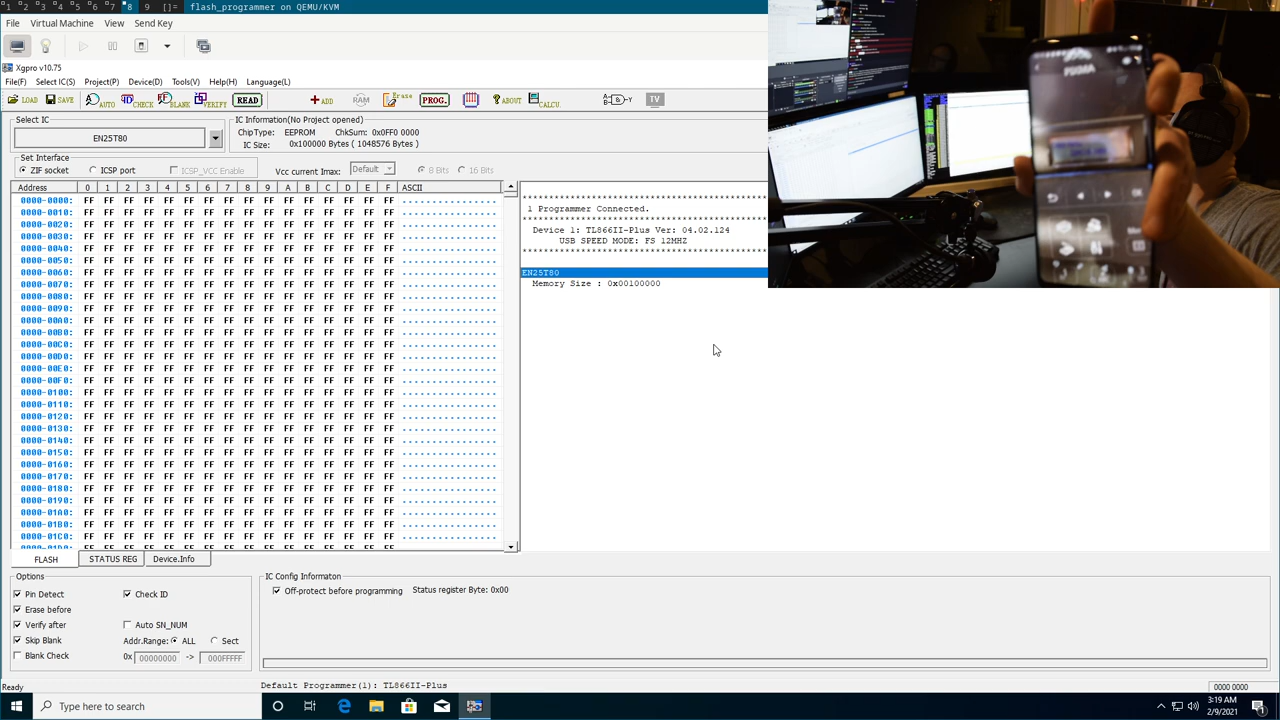 1 2 3 4 5 6 7 8 9 []= flash_programmer on QEMU/KVM
File Virtual Machine View Send Key
Xgpro v10.75
File(F) Select IC(S) Project(P) Device( Tools(V) Help(H) Language(L)
LOAD SAVE BLANK READ ADD RAM Erase PROG. ABOUT CALCU. TV
Select IC
EN25T80
IC Informtion(No Project opened)
ChipType: EEPROM ChkSum: 0x0FF0 0000
IC Size: 0x100000 Bytes ( 1048576 Bytes )
Set Interface
ZIF socket ICSP port ICSP_VCC Enable
Vcc current Imax: Default 8 Bits 16 Bits
Address 0 1 2 3 4 5 6 7 8 9 A B C D E F ASCII
0000-0000: FF FF FF FF FF FF FF FF FF FF FF FF FF FF FF FF ................
0000-0010: FF FF FF FF FF FF FF FF FF FF FF FF FF FF FF FF ................
0000-0020: FF FF FF FF FF FF FF FF FF FF FF FF FF FF FF FF ................
0000-0030: FF FF FF FF FF FF FF FF FF FF FF FF FF FF FF FF ................
0000-0040: FF FF FF FF FF FF FF FF FF FF FF FF FF FF FF FF ................
0000-0050: FF FF FF FF FF FF FF FF FF FF FF FF FF FF FF FF ................
0000-0060: FF FF FF FF FF FF FF FF FF FF FF FF FF FF FF FF ................
0000-0070: FF FF FF FF FF FF FF FF FF FF FF FF FF FF FF FF ................
0000-0080: FF FF FF FF FF FF FF FF FF FF FF FF FF FF FF FF ................
0000-0090: FF FF FF FF FF FF FF FF FF FF FF FF FF FF FF FF ................
0000-00A0: FF FF FF FF FF FF FF FF FF FF FF FF FF FF FF FF ................
0000-00B0: FF FF FF FF FF FF FF FF FF FF FF FF FF FF FF FF ................
0000-00C0: FF FF FF FF FF FF FF FF FF FF FF FF FF FF FF FF ................
0000-00D0: FF FF FF FF FF FF FF FF FF FF FF FF FF FF FF FF ................
0000-00E0: FF FF FF FF FF FF FF FF FF FF FF FF FF FF FF FF ................
0000-00F0: FF FF FF FF FF FF FF FF FF FF FF FF FF FF FF FF ................
0000-0100: FF FF FF FF FF FF FF FF FF FF FF FF FF FF FF FF ................
0000-0110: FF FF FF FF FF FF FF FF FF FF FF FF FF FF FF FF ................
0000-0120: FF FF FF FF FF FF FF FF FF FF FF FF FF FF FF FF ................
0000-0130: FF FF FF FF FF FF FF FF FF FF FF FF FF FF FF FF ................
0000-0140: FF FF FF FF FF FF FF FF FF FF FF FF FF FF FF FF ................
0000-0150: FF FF FF FF FF FF FF FF FF FF FF FF FF FF FF FF ................
0000-0160: FF FF FF FF FF FF FF FF FF FF FF FF FF FF FF FF ................
0000-0170: FF FF FF FF FF FF FF FF FF FF FF FF FF FF FF FF ................
0000-0180: FF FF FF FF FF FF FF FF FF FF FF FF FF FF FF FF ................
0000-0190: FF FF FF FF FF FF FF FF FF FF FF FF FF FF FF FF ................
0000-01A0: FF FF FF FF FF FF FF FF FF FF FF FF FF FF FF FF ................
0000-01B0: FF FF FF FF FF FF FF FF FF FF FF FF FF FF FF FF ................
0000-01C0: FF FF FF FF FF FF FF FF FF FF FF FF FF FF FF FF ................
1 Programmer Connected.
Device 1: TL866II-Plus Ver: 04.02.124
USB SPEED MODE: FS 12MHZ
EN25T80
Memory Size : 0x00100000
FLASH STATUS REG Device.Info
Options
Pin Detect Check ID
Erase before
Verify after Auto SN_NUM
Skip Blank Addr.Range: ALL Sect
Blank Check 0x 00000000 -> 000FFFFF
IC Config Informaton
Off-protect before programming Status register Byte: 0x00
Ready Default Programmer(1): TL866II-Plus 0000 0000
Type here to search
3:19 AM
2/9/2021
1